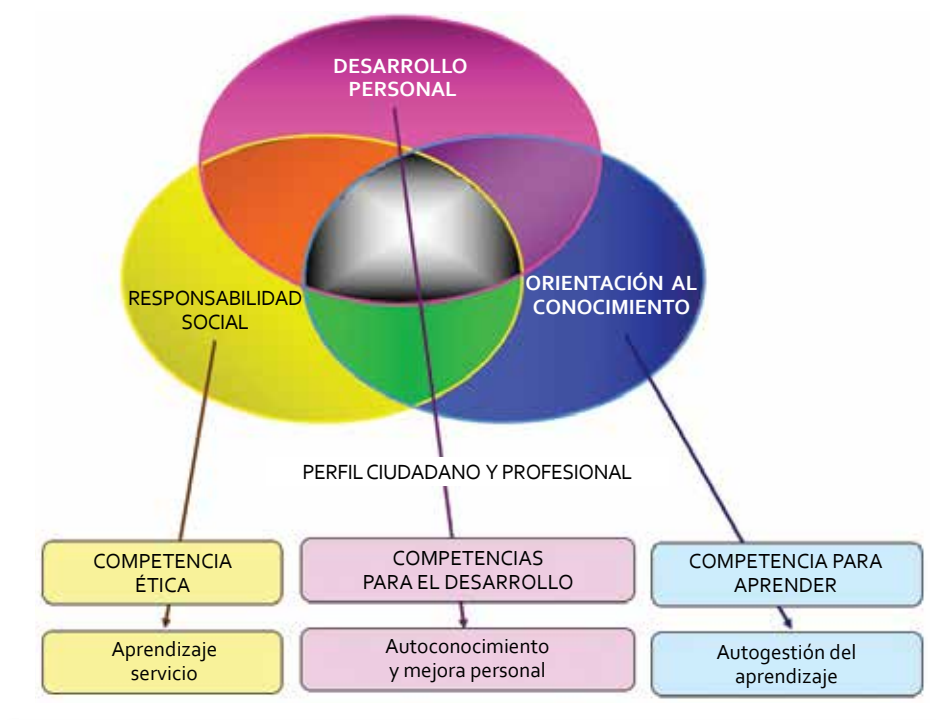 DESARROLLO
PERSONAL
RESPONSABILIDAD
SOCIAL
ORIENTACIÓN AL
CONOCIMIENTO
PERFIL CIUDADANO Y PROFESIONAL
COMPETENCIA
ÉTICA
COMPETENCIAS
PARA EL DESARROLLO
COMPETENCIA PARA
APRENDER
Aprendizaje
servicio
Autoconocimiento
y mejora personal
Autogestión del
aprendizaje